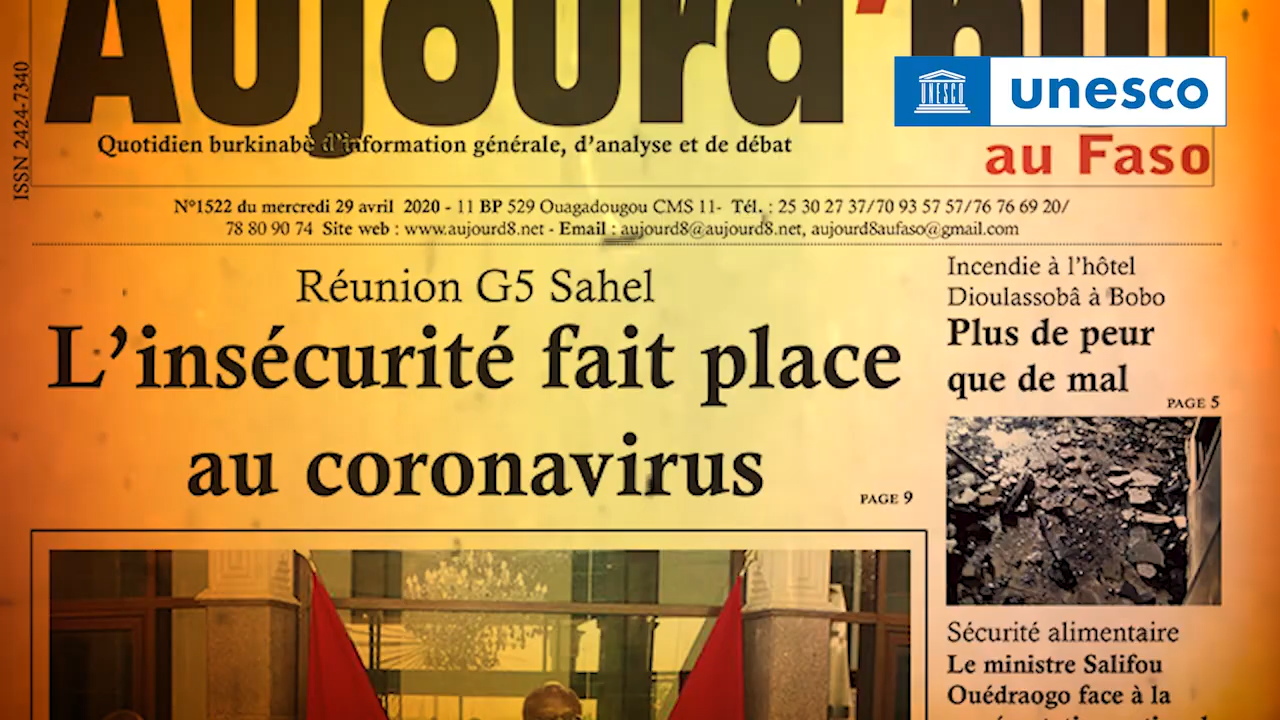 Aujourd'hui
UNESCO
unesco
au Faso
ISSN 2424-7340
Quotidien burkinabè d'information générale, d'analyse et de débat
N°1522 du mercredi 29 avril 2020 - 11 BP 529 Ouagadougou CMS 11- Tél. : 25 30 27 37/70 93 57 57/76 76 69 20/
78 80 90 74 Site web : www.aujourd8.net - Email : aujourd8@aujourd8.net, aujourd8aufaso@gmail.com
Réunion G5 Sahel
L'insécurité fait place
au coronavirus
PAGE 9
Incendie à l'hôtel
Dioulassobâ à Bobo
Plus de peur
que de mal
PAGE 5
Sécurité alimentaire
Le ministre Salifou
Ouédraogo face à la